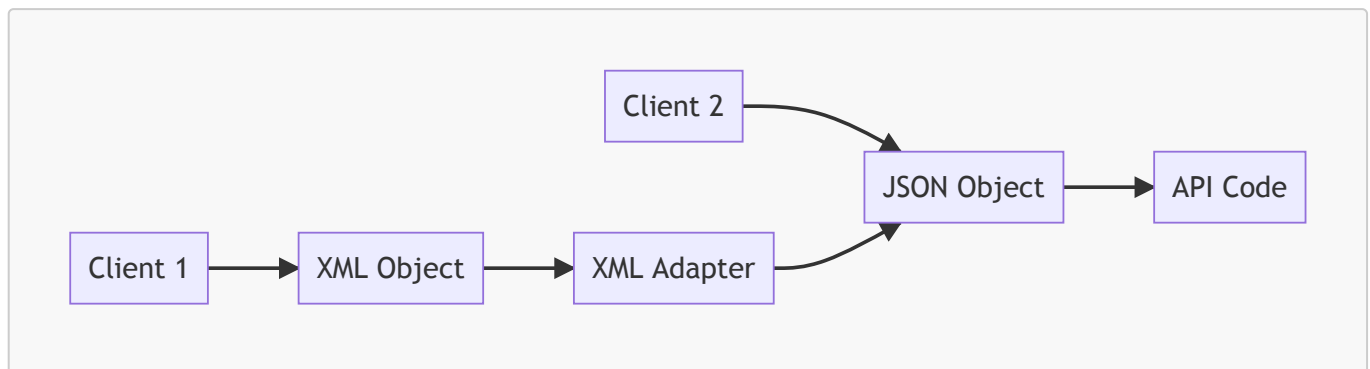 Client 2
JSON Object
API Code
Client 1
XML Object
XML Adapter